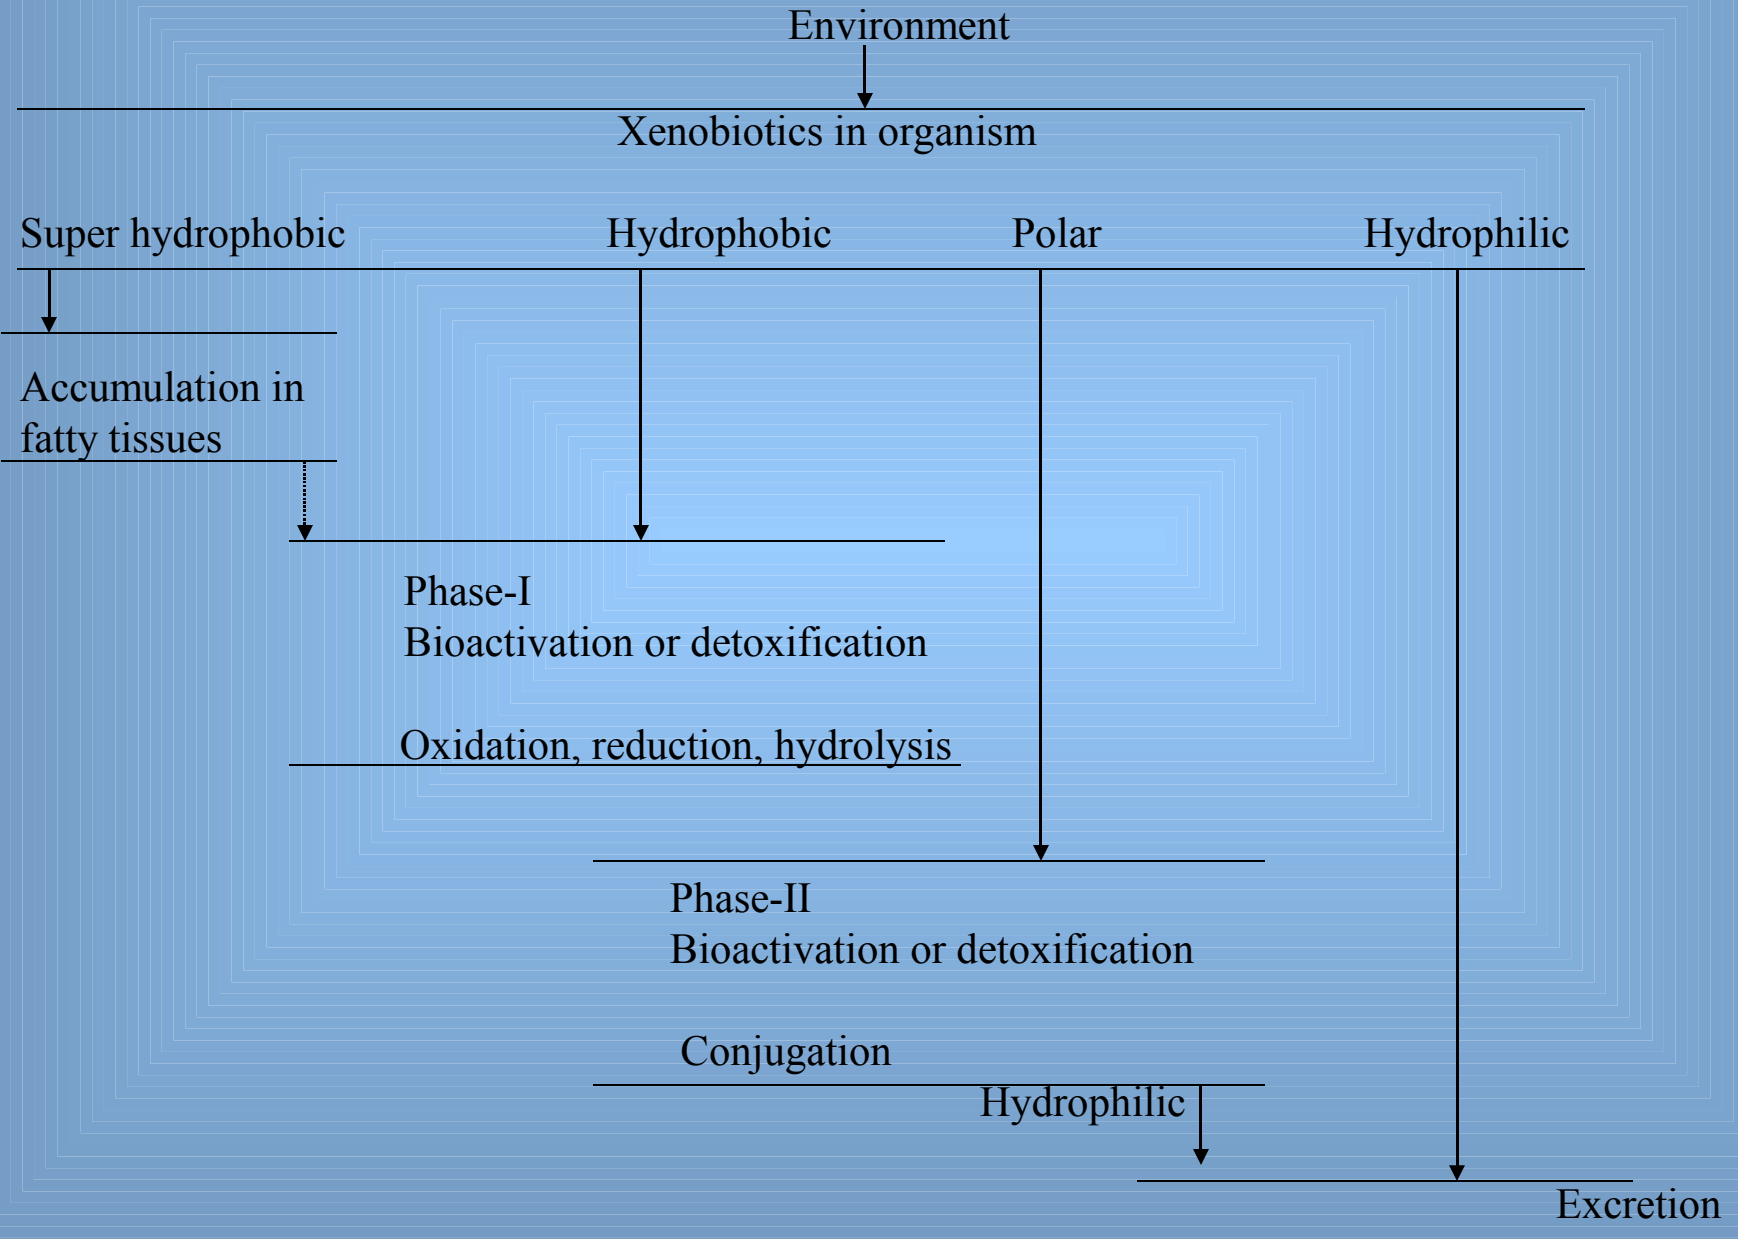 Environment
Xenobiotics in organism
Super hydrophobic
Hydrophobic
Polar
Hydrophilic
Accumulation in
fatty tissues
Phase-I
Bioactivation or detoxification
Oxidation, reduction, hydrolysis
Phase-II
Bioactivation or detoxification
Conjugation
Hydrophilic
Excretion